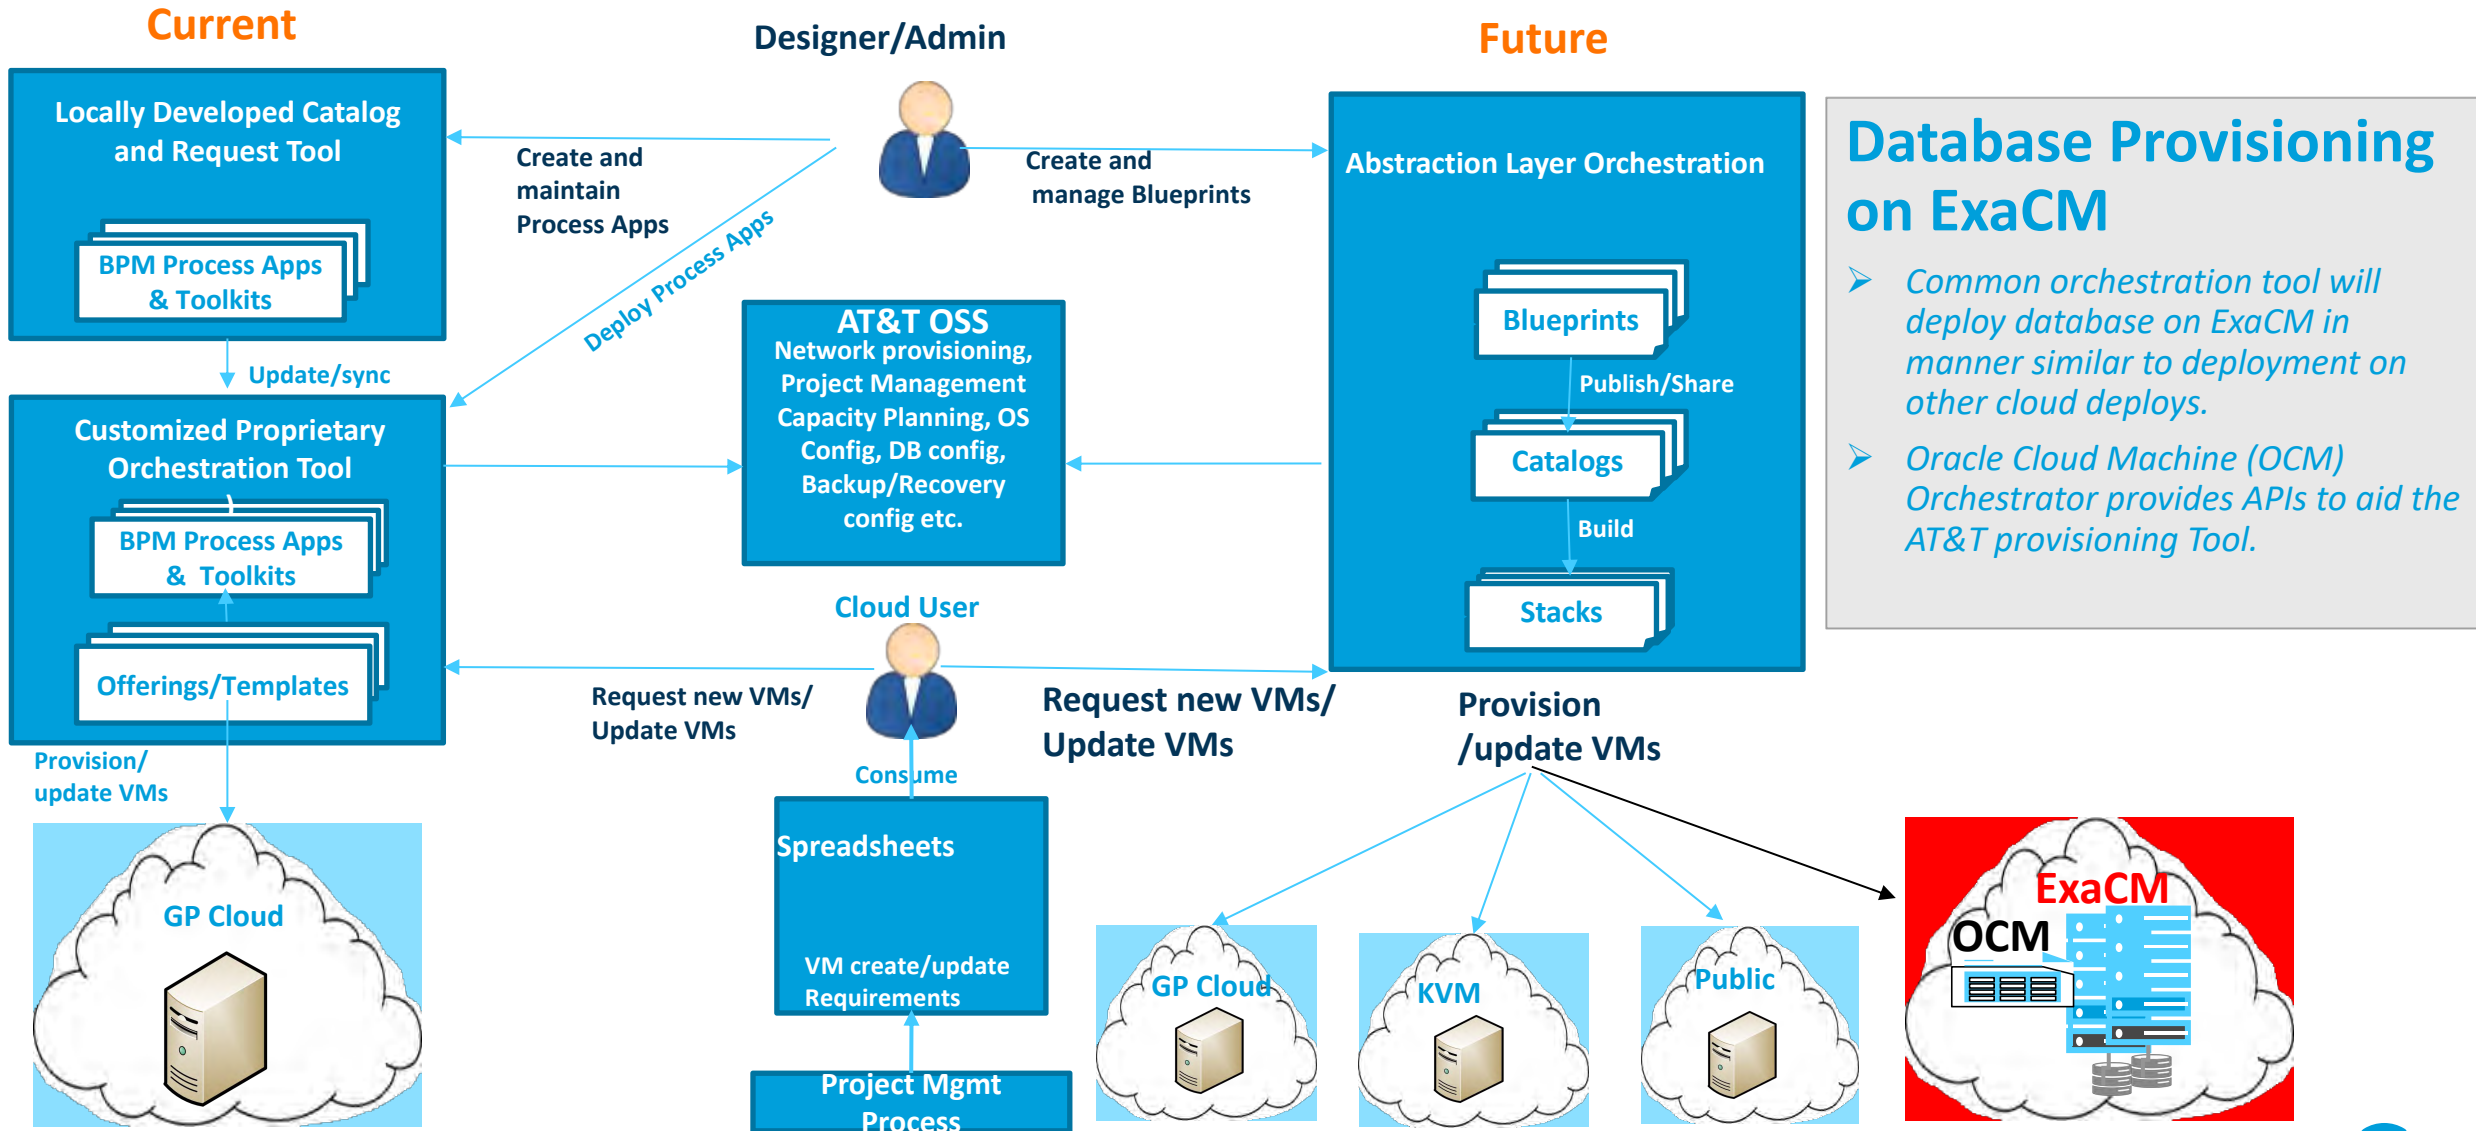 Current
Designer/Admin
Future
Locally Developed Catalog
and Request Tool
BPM Process Apps
& Toolkits
Create and
maintain
Process Apps
Deploy Process Apps
Create and
manage Blueprints
Update/sync
Customized Proprietary
Orchestration Tool
)
BPM Process Apps
& Toolkits
Offerings/Templates
Provision/
update VMs
GP Cloud
AT&T OSS
Network provisioning,
Project Management
Capacity Planning, OS
Config, DB config,
Backup/Recovery
config etc.
Cloud User
Request new VMs/
Update VMs
Request new VMs/
Update VMs
Consume
Spreadsheets
VM create/update
Requirements
Project Mgmt
Process
Abstraction Layer Orchestration
Blueprints
Publish/Share
Catalogs
Build
Stacks
Provision
/update VMs
GP Cloud
KVM
Public
ExaCM
OCM
Database Provisioning
on ExaCM
➢ Common orchestration tool will
deploy database on ExaCM in
manner similar to deployment on
other cloud deploys.
➢ Oracle Cloud Machine (OCM)
Orchestrator provides APIs to aid the
AT&T provisioning Tool.